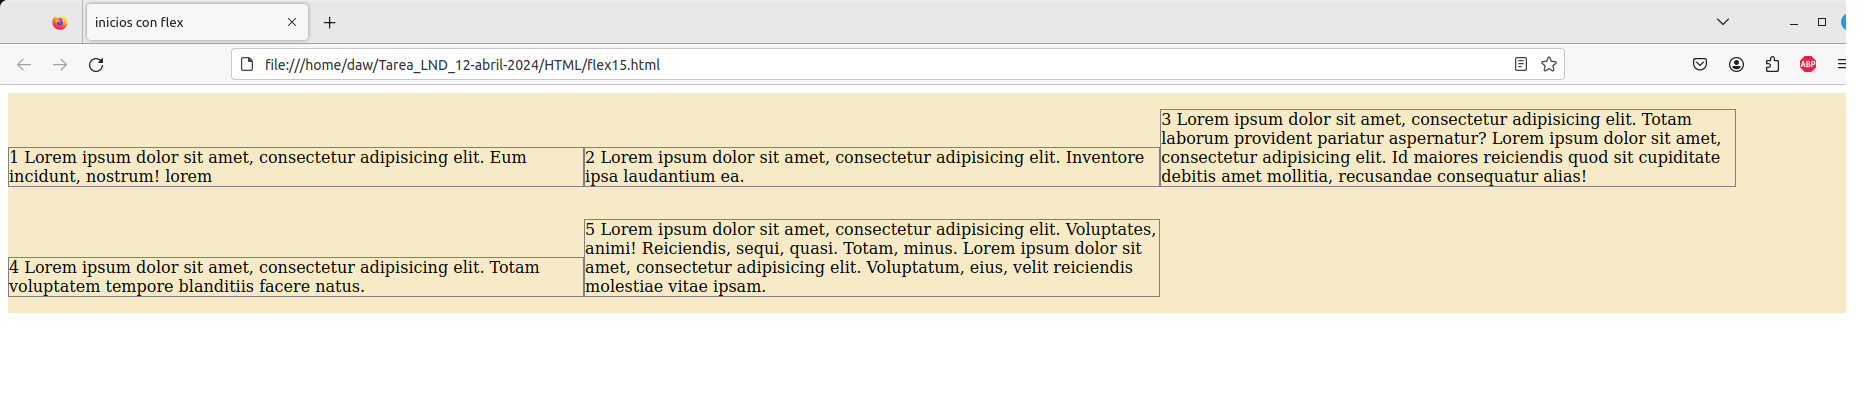 inicios con flex
file:///home/daw/Tarea_LND_12-abril-2024/HTML/flex15.html
ABP
1 Lorem ipsum dolor sit amet, consectetur adipisicing elit. Eum
incidunt, nostrum! lorem
2 Lorem ipsum dolor sit amet, consectetur adipisicing elit. Inventore
ipsa laudantium ea.
3 Lorem ipsum dolor sit amet, consectetur adipisicing elit. Totam
laborum provident pariatur aspernatur? Lorem ipsum dolor sit amet,
consectetur adipisicing elit. Id maiores reiciendis quod sit cupiditate
debitis amet mollitia, recusandae consequatur alias!
4 Lorem ipsum dolor sit amet, consectetur adipisicing elit. Totam
voluptatem tempore blanditiis facere natus.
5 Lorem ipsum dolor sit amet, consectetur adipisicing elit. Voluptates,
animi! Reiciendis, sequi, quasi. Totam, minus. Lorem ipsum dolor sit
amet, consectetur adipisicing elit. Voluptatum, eius, velit reiciendis
molestiae vitae ipsam.